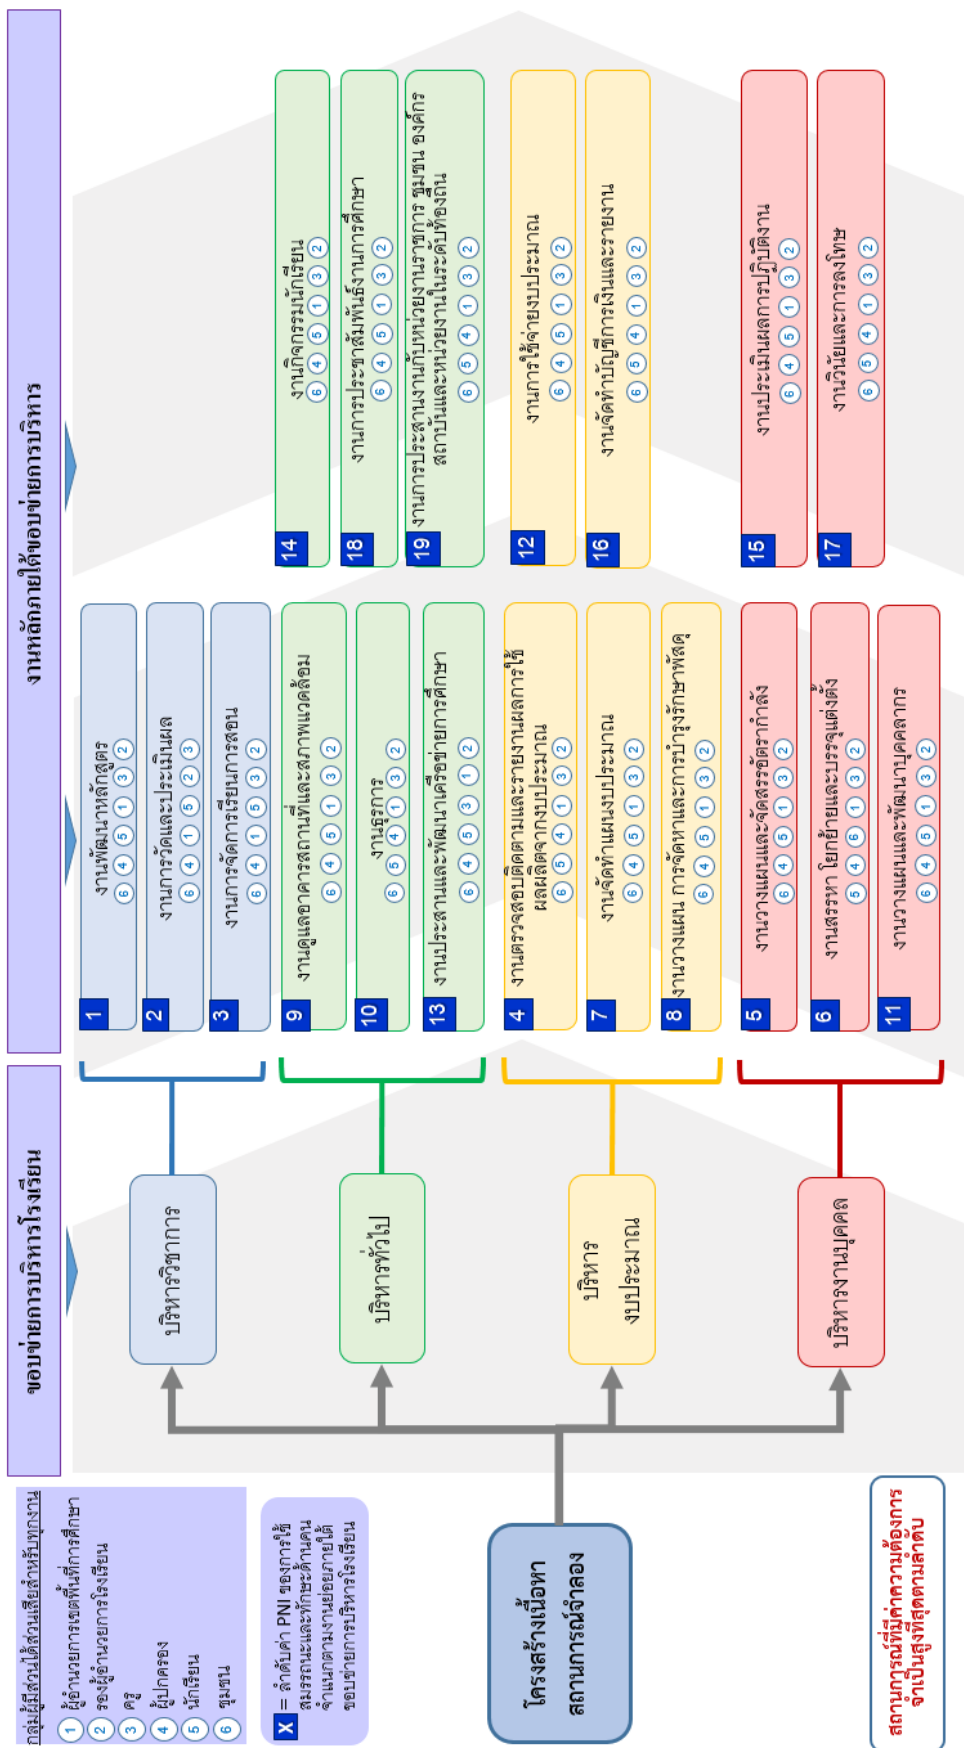 กลุ่มผู้มีส่วนได้ส่วนเสียสำหรับทุกงาน
1 ผู้อำนวยการเขตพื้นที่การศึกษา
2 รองผู้อำนวยการโรงเรียน
3 ครู
4 ผู้ปกครอง
5 นักเรียน
6 ชุมชน
X = ลำดับค่า PNI ของการใช้
สมรรถนะและทักษะด้านคน
จำแนกตามงานย่อยภายใต้
ขอบข่ายการบริหารโรงเรียน
โครงสร้างเนื้อหา
สถานการณ์จำลอง
สถานการณ์ที่มีค่าความต้องการ
จำเป็นสูงที่สุดตามลำดับ
ขอบข่ายการบริหารโรงเรียน
บริหารวิชาการ
บริหารทั่วไป
บริหาร
งบประมาณ
บริหารงานบุคคล
งานหลักภายใต้ขอบข่ายการบริหาร
1
งานพัฒนาหลักสูตร
6 4 5 1 3 2
2
งานการวัดและประเมินผล
6 4 1 5 2 3
3
งานการจัดการเรียนการสอน
6 4 1 5 3 2
9
งานดูแลอาคารสถานที่และสภาพแวดล้อม
6 4 5 1 3 2
10
งานธุรการ
6 5 4 1 3 2
13
งานประสานและพัฒนาเครือข่ายการศึกษา
6 4 5 3 1 2
4
งานตรวจสอบติดตามและรายงานผลการใช้
ผลผลิตจากงบประมาณ
6 5 4 1 3 2
7
งานจัดทำแผนงบประมาณ
6 4 5 1 3 2
8
งานวางแผน การจัดหาและการบำรุงรักษาพัสดุ
6 4 5 1 3 2
5
งานวางแผนและจัดสรรอัตรากำลัง
6 4 5 1 3 2
6
งานสรรหา โยกย้ายและบรรจุแต่งตั้ง
5 4 6 1 3 2
11
งานวางแผนและพัฒนาบุคคลากร
6 4 5 1 3 2
14
งานกิจกรรมนักเรียน
6 4 5 1 3 2
18
งานการประชาสัมพันธ์งานการศึกษา
6 4 5 1 3 2
19
งานการประสานงานกับหน่วยงานราชการ ชุมชน องค์กร
สถาบันและหน่วยงานในระดับท้องถิ่น
6 5 4 1 3 2
12
งานการใช้จ่ายงบประมาณ
6 4 5 1 3 2
16
งานจัดทำบัญชีการเงินและรายงาน
6 5 4 1 3 2
15
งานประเมินผลการปฏิบัติงาน
6 4 5 1 3 2
17
งานวินัยและการลงโทษ
6 5 4 1 3 2